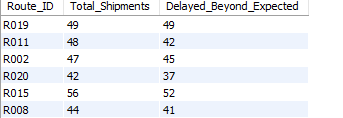 Route_ID Total_Shipments Delayed_Beyond_Expected
R019 49 49
R011 48 42
R002 47 45
R020 42 37
R015 56 52
R008 44 41